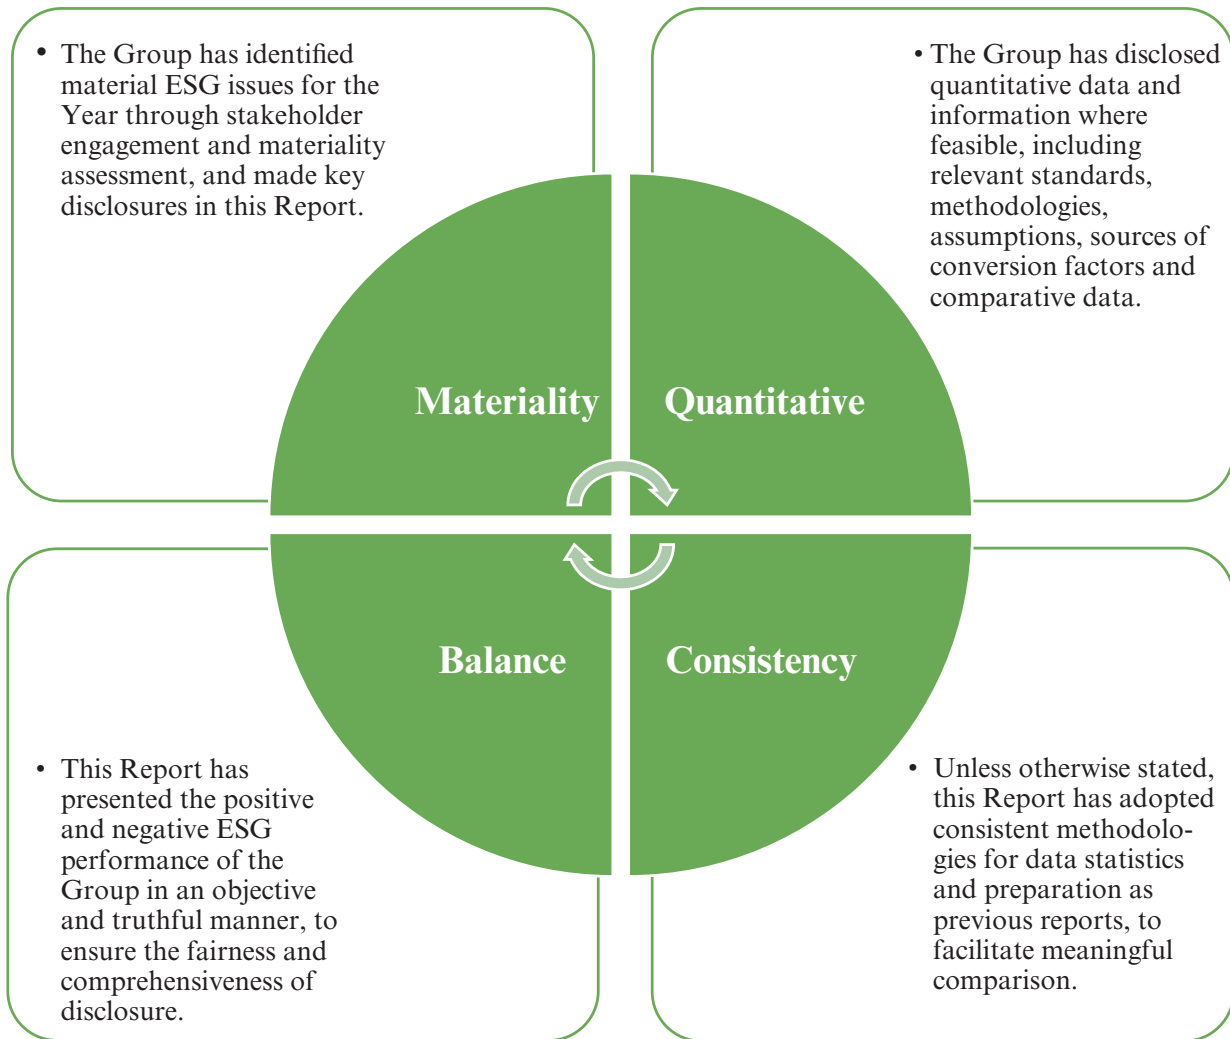 • The Group has identified
material ESG issues for the
Year through stakeholder
engagement and materiality
assessment, and made key
disclosures in this Report.
• The Group has disclosed
quantitative data and
information where
feasible, including
relevant standards,
methodologies,
assumptions, sources of
conversion factors and
comparative data.
Materiality
Quantitative
Balance
Consistency
• This Report has
presented the positive
and negative ESG
performance of the
Group in an objective
and truthful manner, to
ensure the fairness and
comprehensiveness of
disclosure.
• Unless otherwise stated,
this Report has adopted
consistent methodolo-
gies for data statistics
and preparation as
previous reports, to
facilitate meaningful
comparison.